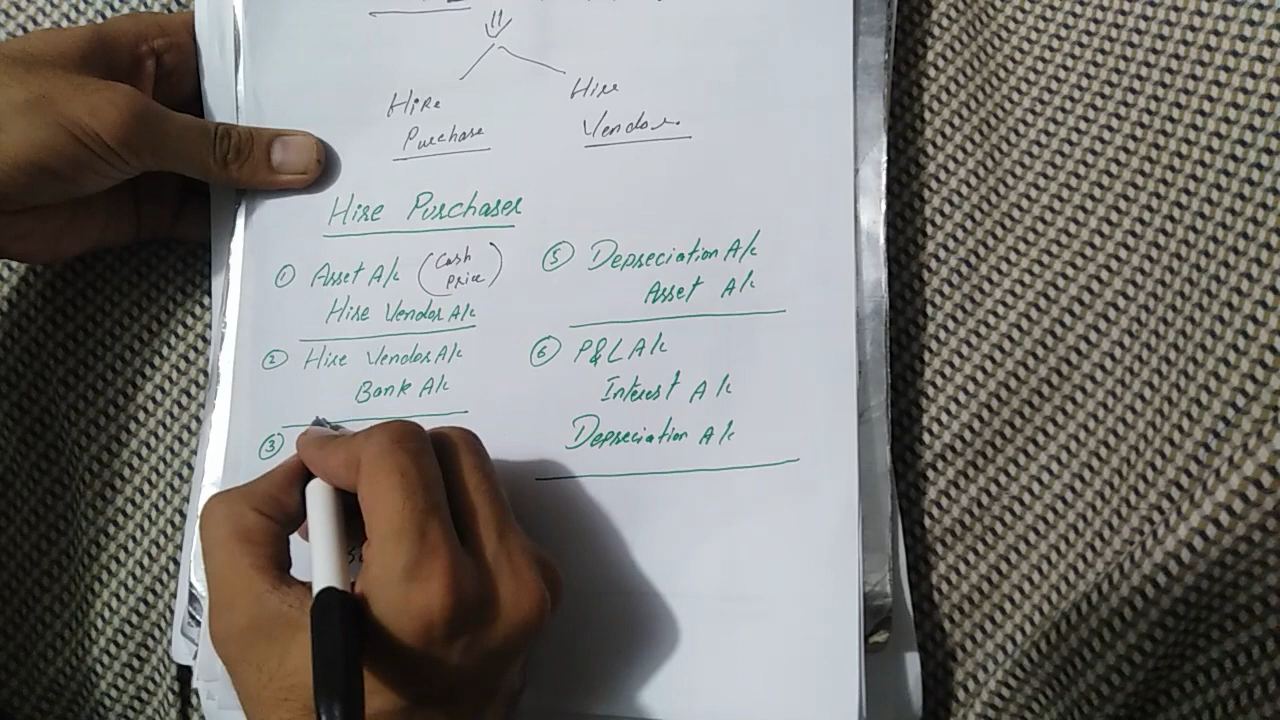 Hire
Purchase
Hire
Vendor.
Hire Purchaser
① Asset A/c (Cash price)
Hire Vendor A/c
② Hire Vendor A/c
Bank A/c
③
⑤ Depreciation A/c
Asset A/c
⑥ P&L A/c
Interest A/c
Depreciation A/c